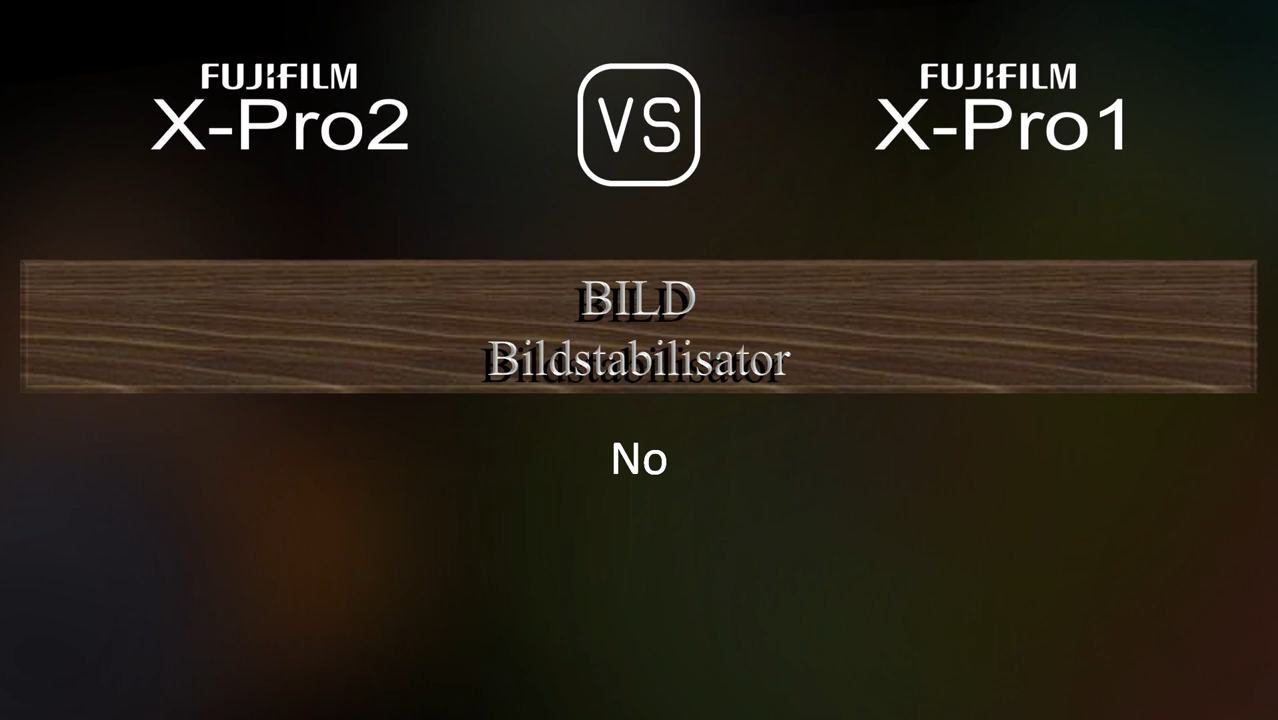 FUJIFILM
X-Pro2
VS
FUJIFILM
X-Pro1
BILD
Bildstabilisator
No